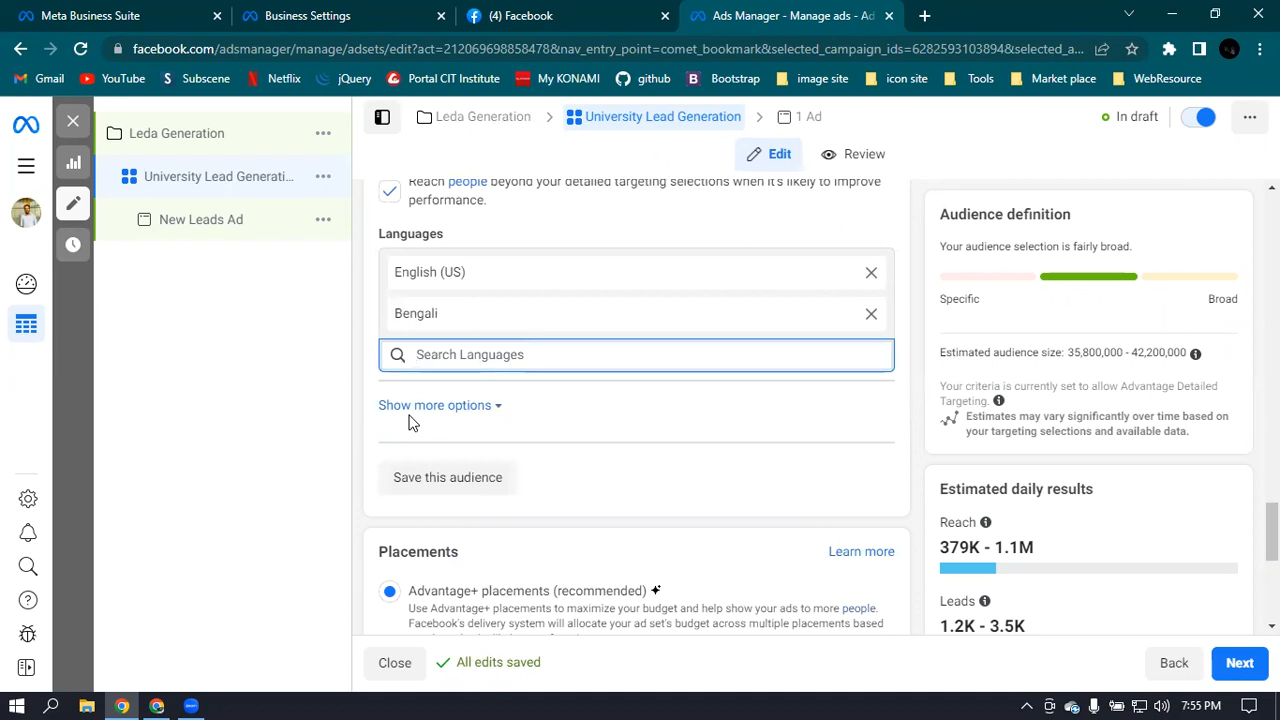 Meta Business Suite
Business Settings
(4) Facebook
Ads Manager - Manage ads - Ad
facebook.com/adsmanager/manage/adsets/edit?act=212069698858478&nav_entry_point=comet_bookmark&selected_campaign_ids=6282593103894&selected_a...
Gmail
YouTube
Subscene
Netflix
jQuery
Portal CIT Institute
My KONAMI
github
Bootstrap
image site
icon site
Tools
Market place
WebResource
Leda Generation
University Lead Generati...
New Leads Ad
Leda Generation
University Lead Generation
1 Ad
In draft
Edit
Review
Reach people beyond your detailed targeting selections when it's likely to improve
performance.
Languages
English (US)
Bengali
Search Languages
Show more options
Save this audience
Placements
Learn more
Advantage+ placements (recommended)
Use Advantage+ placements to maximize your budget and help show your ads to more people.
Facebook's delivery system will allocate your ad set's budget across multiple placements based
Audience definition
Your audience selection is fairly broad.
Specific
Broad
Estimated audience size: 35,800,000 - 42,200,000
Your criteria is currently set to allow Advantage Detailed
Targeting.
Estimates may vary significantly over time based on
your targeting selections and available data.
Estimated daily results
Reach
379K - 1.1M
Leads
1.2K - 3.5K
Close
All edits saved
Back
Next
7:55 PM